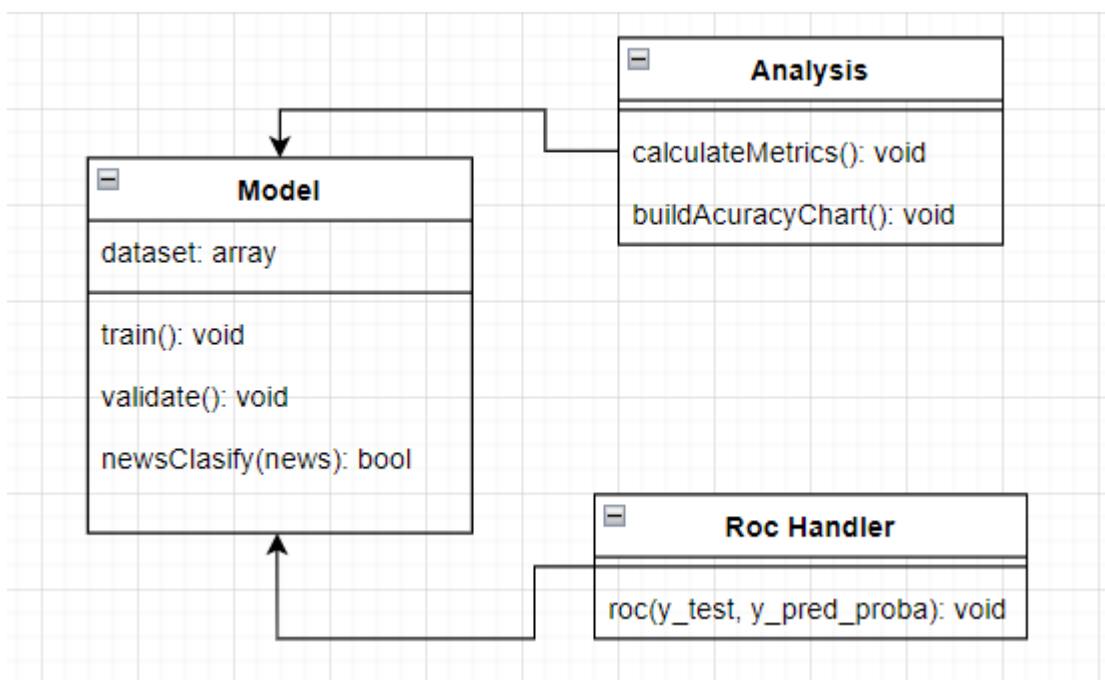 Analysis
calculateMetrics(): void
buildAcuracyChart(): void
Model
dataset: array
train(): void
validate(): void
newsClasify(news): bool
Roc Handler
roc(y_test, y_pred_proba): void